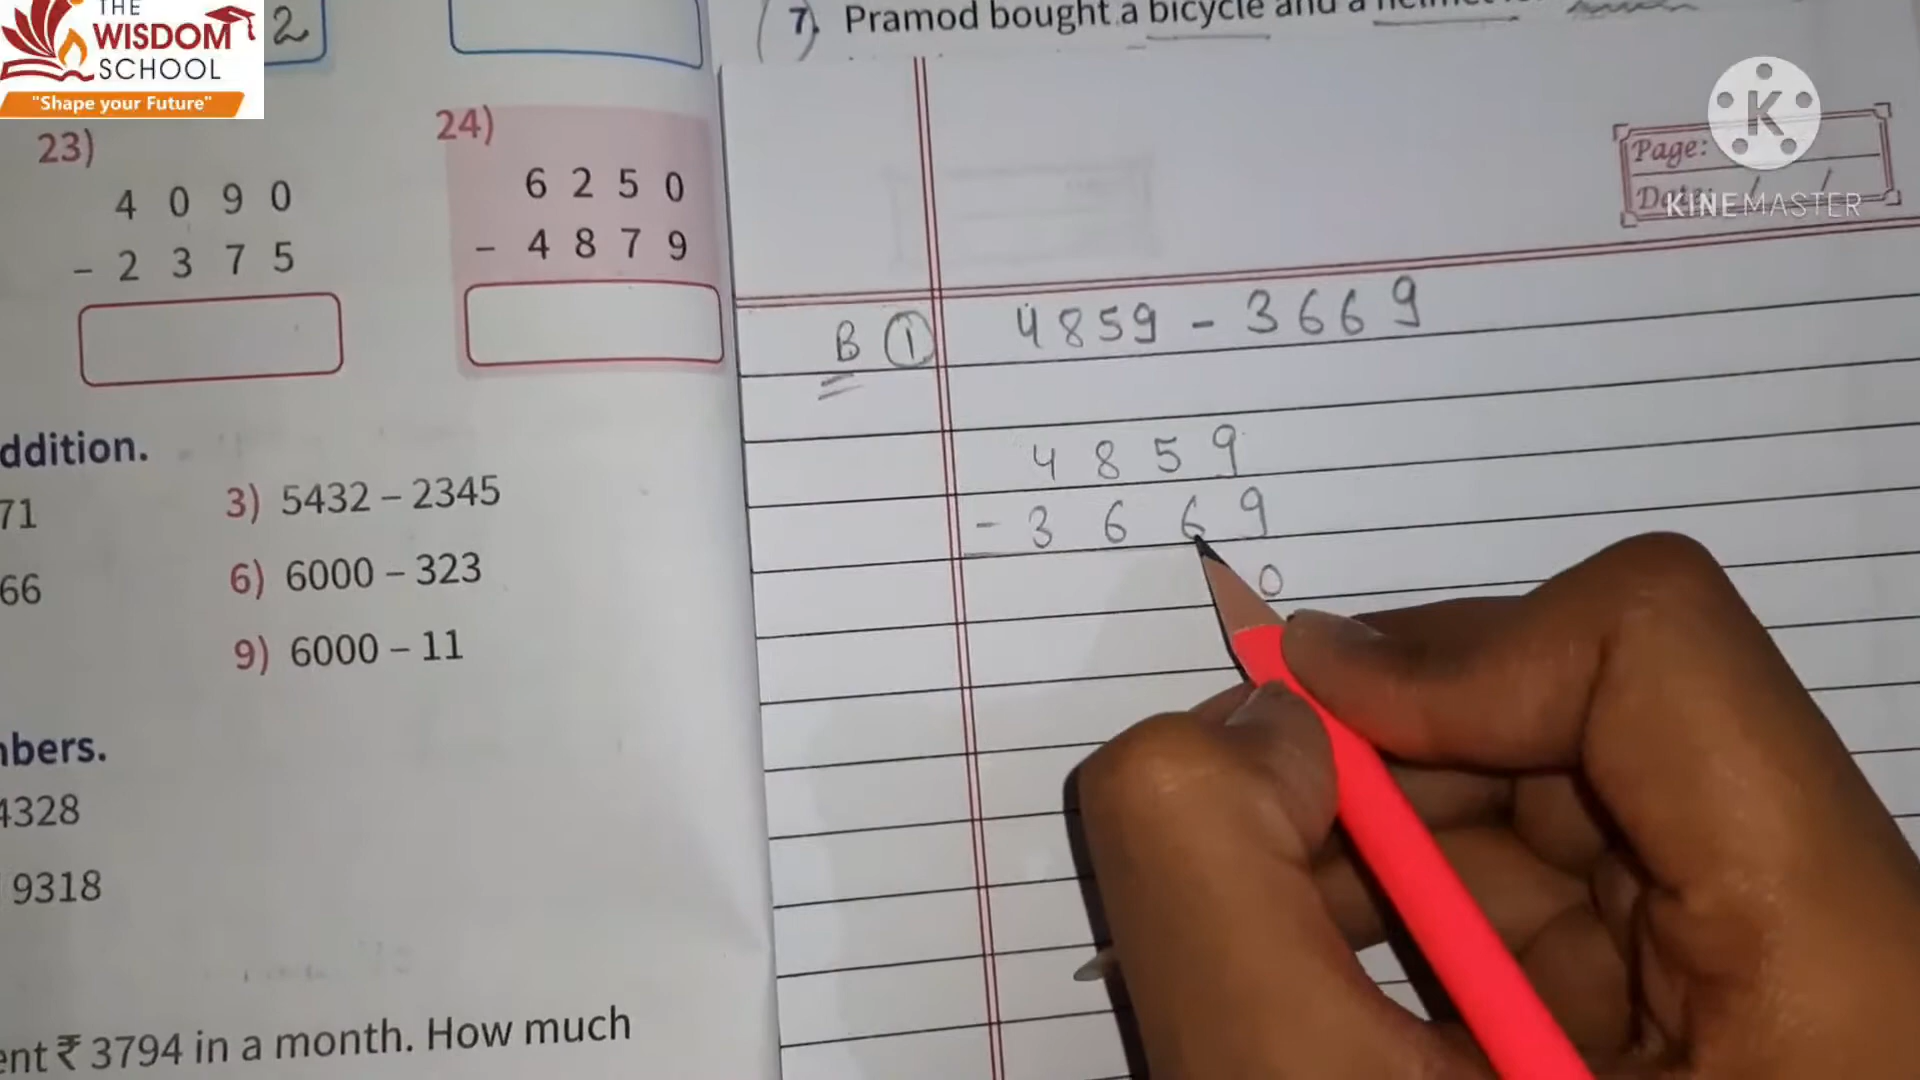 THE
WISDOM
SCHOOL
"Shape your Future"
2
7) Pramod bought a bicycle and a
23)
4 0 9 0
- 2 3 7 5
24)
6 2 5 0
- 4 8 7 9
Page:
Date: / /
KINEMASTER
K
B 1 4859 - 3669
4 8 5 9
- 3 6 6 9
0
ddition.
71
3) 5432 – 2345
66
6) 6000 – 323
9) 6000 – 11
bers.
4328
9318
ent ₹ 3794 in a month. How much